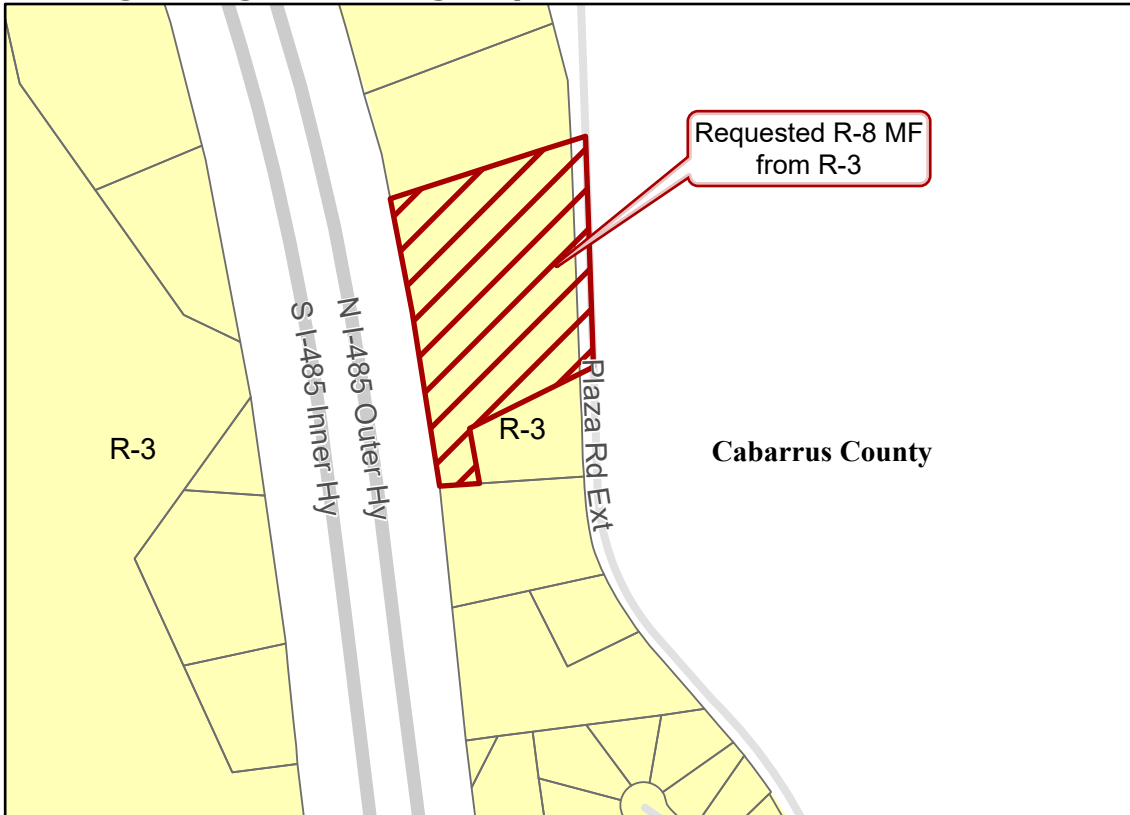 Requested R-8 MF
from R-3
S I-485 Inner Hy
N I-485 Outer Hy
Plaza Rd Ext
R-3
R-3
Cabarrus County